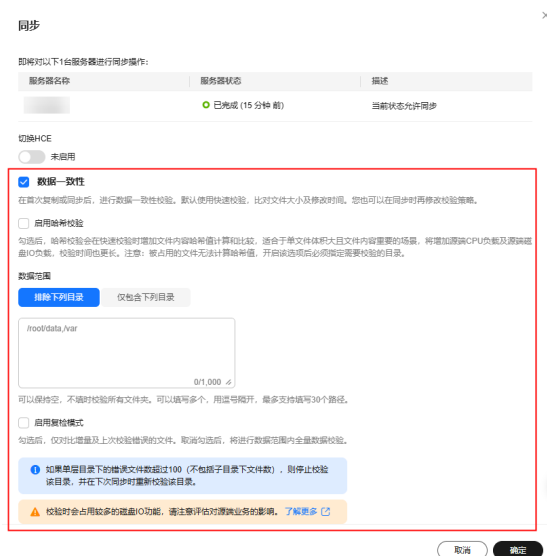 同步
即将对以下1台服务器进行同步操作：
服务器名称 服务器状态 描述
已完成 (15 分钟 前) 当前状态允许同步
切换HCE
未启用
数据一致性
在首次复制或同步后，进行数据一致性校验。默认使用快速校验，比对文件大小及修改时间。您也可以在同步时再修改校验策略。
启用哈希校验
勾选后，哈希校验会在快速校验时增加文件内容哈希值计算和比较，适合于单文件体积大且文件内容重要的场景，将增加源端CPU负载及源端磁
盘IO负载，校验时间也更长。注意：被占用的文件无法计算哈希值，开启该选项后必须指定需要校验的目录。
数据范围
排除下列目录 仅包含下列目录
/root/data,/var
0/1,000
可以保持空，不填时校验所有文件夹。可以填写多个，用逗号隔开，最多支持填写30个路径。
启用复检模式
勾选后，仅对比增量及上次校验错误的文件。取消勾选后，将进行数据范围内全量数据校验。
如果单层目录下的错误文件数超过100（不包括子目录下文件数），则停止校验
该目录，并在下次同步时重新校验该目录。
校验时会占用较多的磁盘IO功能，请注意评估对源端业务的影响。 了解更多
取消 确定